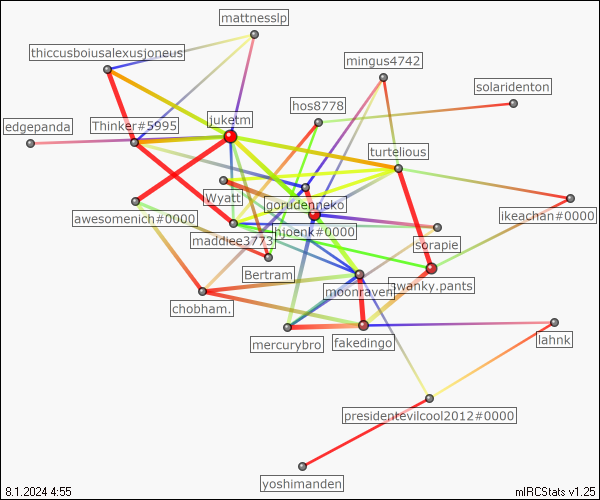 mattnesslp
thiccusboiusalexusjoneus
mingus4742
solaridenton
hos8778
juketm
edgepanda
Thinker#5995
turtelious
Wyatt
gorudenneko
awesomenich#0000
ikeachan#0000
hjoenk#0000
maddiee3773
sorapie
Bertram
moonraven
swanky.pants
chobham.
mercurybro
fakedingo
lahnk
presidentevilcool2012#0000
yoshimanden
8.1.2024 4:55
mIRCStats v1.25